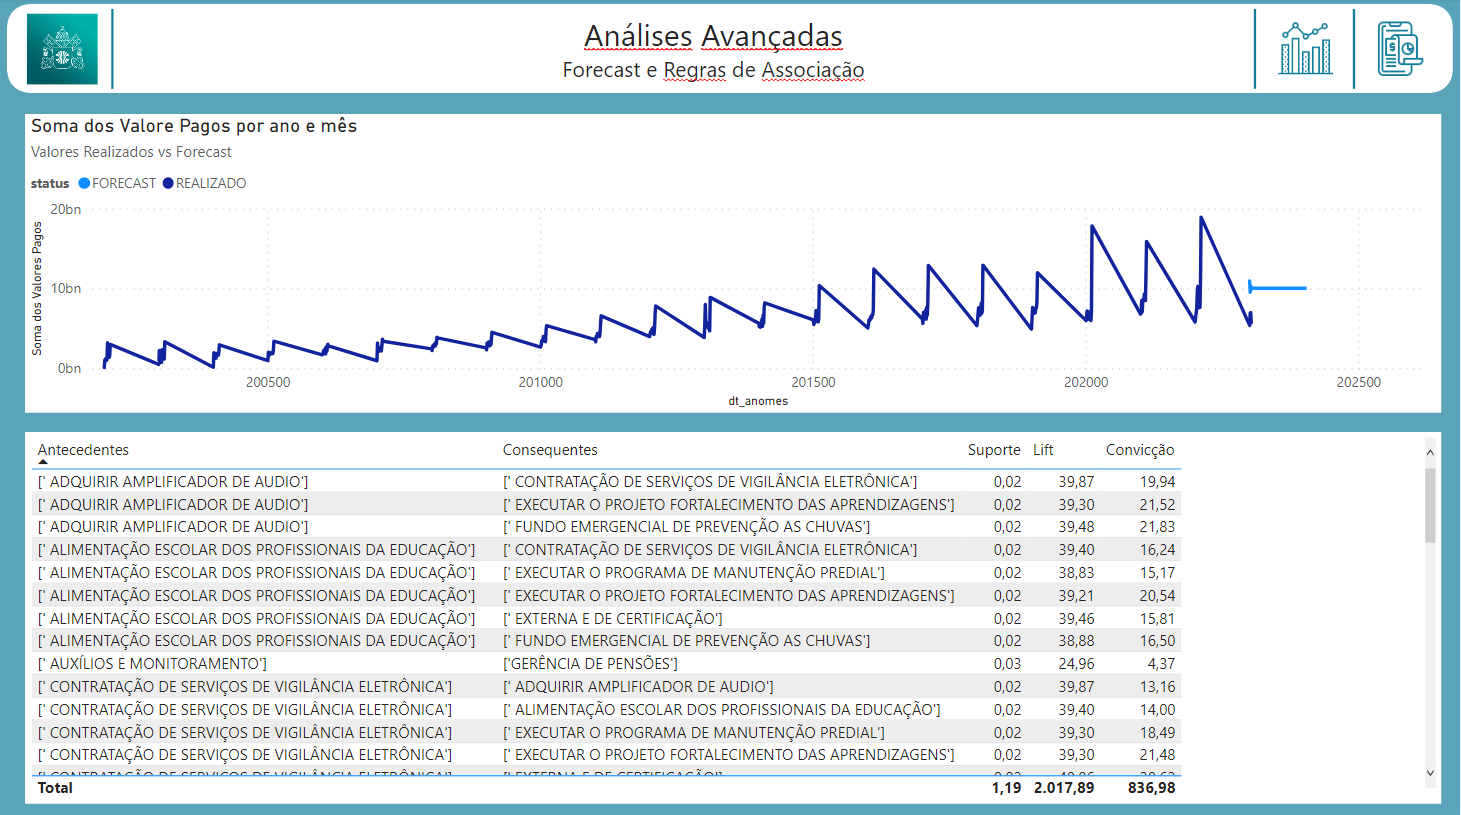 Análises Avançadas
Forecast e Regras de Associação
Soma dos Valore Pagos por ano e mês
Valores Realizados vs Forecast
status FORECAST REALIZADO
Soma dos Valores Pagos
20bn
10bn
0bn
200500 201000 201500 202000 202500
dt_anomes
Antecedentes Consequentes Suporte Lift Convicção
[' ADQUIRIR AMPLIFICADOR DE AUDIO'] [' CONTRATAÇÃO DE SERVIÇOS DE VIGILÂNCIA ELETRÔNICA'] 0,02 39,87 19,94
[' ADQUIRIR AMPLIFICADOR DE AUDIO'] [' EXECUTAR O PROJETO FORTALECIMENTO DAS APRENDIZAGENS'] 0,02 39,30 21,52
[' ADQUIRIR AMPLIFICADOR DE AUDIO'] [' FUNDO EMERGENCIAL DE PREVENÇÃO AS CHUVAS'] 0,02 39,48 21,83
[' ALIMENTAÇÃO ESCOLAR DOS PROFISSIONAIS DA EDUCAÇÃO'] [' CONTRATAÇÃO DE SERVIÇOS DE VIGILÂNCIA ELETRÔNICA'] 0,02 39,40 16,24
[' ALIMENTAÇÃO ESCOLAR DOS PROFISSIONAIS DA EDUCAÇÃO'] [' EXECUTAR O PROGRAMA DE MANUTENÇÃO PREDIAL'] 0,02 38,83 15,17
[' ALIMENTAÇÃO ESCOLAR DOS PROFISSIONAIS DA EDUCAÇÃO'] [' EXECUTAR O PROJETO FORTALECIMENTO DAS APRENDIZAGENS'] 0,02 39,21 20,54
[' ALIMENTAÇÃO ESCOLAR DOS PROFISSIONAIS DA EDUCAÇÃO'] [' EXTERNA E DE CERTIFICAÇÃO'] 0,02 39,46 15,81
[' ALIMENTAÇÃO ESCOLAR DOS PROFISSIONAIS DA EDUCAÇÃO'] [' FUNDO EMERGENCIAL DE PREVENÇÃO AS CHUVAS'] 0,02 38,88 16,50
[' AUXÍLIOS E MONITORAMENTO'] ['GERÊNCIA DE PENSÕES'] 0,03 24,96 4,37
[' CONTRATAÇÃO DE SERVIÇOS DE VIGILÂNCIA ELETRÔNICA'] [' ADQUIRIR AMPLIFICADOR DE AUDIO'] 0,02 39,87 13,16
[' CONTRATAÇÃO DE SERVIÇOS DE VIGILÂNCIA ELETRÔNICA'] [' ALIMENTAÇÃO ESCOLAR DOS PROFISSIONAIS DA EDUCAÇÃO'] 0,02 39,40 14,00
[' CONTRATAÇÃO DE SERVIÇOS DE VIGILÂNCIA ELETRÔNICA'] [' EXECUTAR O PROGRAMA DE MANUTENÇÃO PREDIAL'] 0,02 39,30 18,49
[' CONTRATAÇÃO DE SERVIÇOS DE VIGILÂNCIA ELETRÔNICA'] [' EXECUTAR O PROJETO FORTALECIMENTO DAS APRENDIZAGENS'] 0,02 39,30 21,48
[' CONTRATAÇÃO DE SERVIÇOS DE VIGILÂNCIA ELETRÔNICA'] [' EXTERNA E DE CERTIFICAÇÃO']
Total 1,19 2.017,89 836,98